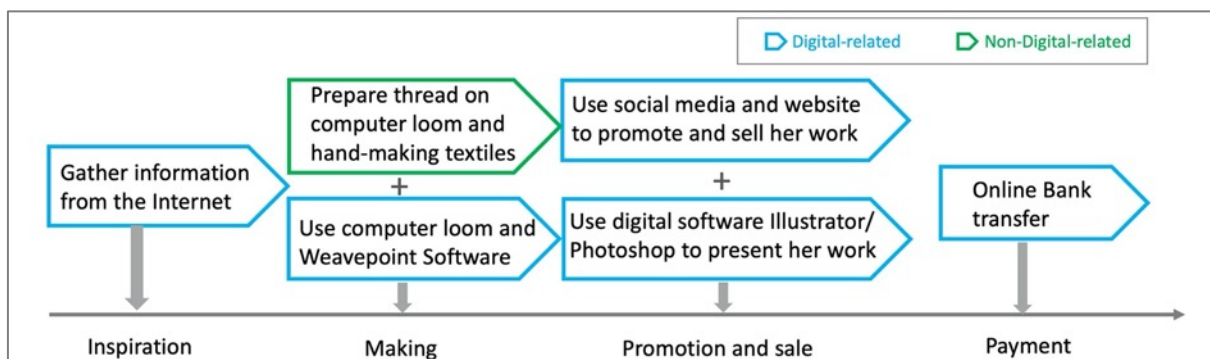 Digital-related
Non-Digital-related
Gather information
from the Internet
Prepare thread on
computer loom and
hand-making textiles
+
Use computer loom and
Weavepoint Software
Use social media and website
to promote and sell her work
+
Use digital software Illustrator/
Photoshop to present her work
Online Bank
transfer
Inspiration
Making
Promotion and sale
Payment